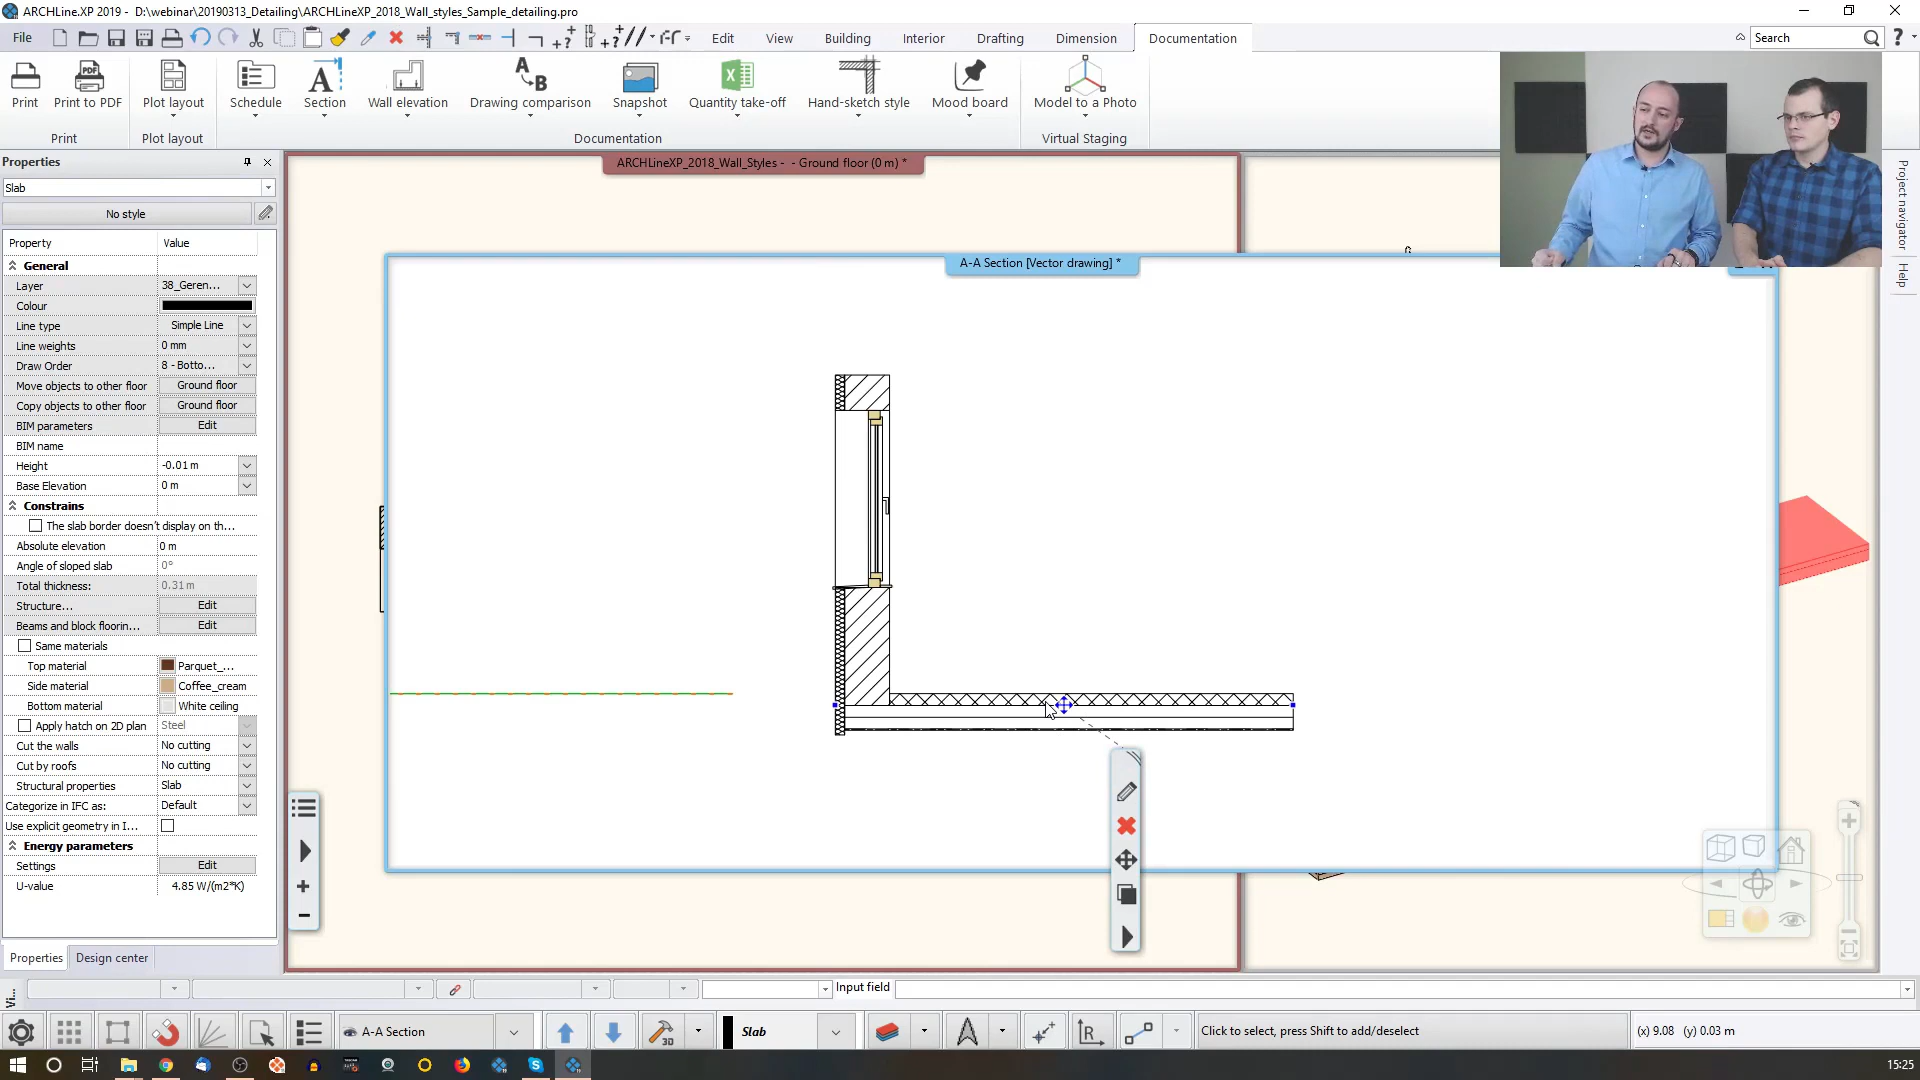 ARCHLine.XP 2019 - D:\webinar\20190313_Detailing\ARCHLineXP_2018_Wall_styles_Sample_detailing.pro
File
Edit
View
Building
Interior
Drafting
Dimension
Documentation
Search
Print
Print to PDF
Plot layout
Schedule
Section
Wall elevation
Drawing comparison
Snapshot
Quantity take-off
Hand-sketch style
Mood board
Model to a Photo
Print
Plot layout
Documentation
Virtual Staging
Properties
ARCHLineXP_2018_Wall_Styles - - Ground floor (0 m) *
Slab
No style
Property Value
General
Layer 38_Geren...
Colour
Line type Simple Line
Line weights 0 mm
Draw Order 8 - Botto...
Move objects to other floor Ground floor
Copy objects to other floor Ground floor
BIM parameters Edit
BIM name
Height -0.01 m
Base Elevation 0 m
Constrains
The slab border doesn't display on th...
Absolute elevation 0 m
Angle of sloped slab 0°
Total thickness: 0.31 m
Structure... Edit
Beams and block floorin... Edit
Same materials
Top material Parquet_...
Side material Coffee_cream
Bottom material White ceiling
Apply hatch on 2D plan Steel
Cut the walls No cutting
Cut by roofs No cutting
Structural properties Slab
Categorize in IFC as: Default
Use explicit geometry in I...
Energy parameters
Settings Edit
U-value 4.85 W/(m2*K)
Properties
Design center
A-A Section [Vector drawing] *
Project navigator
Help
Vi...
Input field
A-A Section
3D
Slab
Click to select, press Shift to add/deselect
(x) 9.08 (y) 0.03 m
15:25